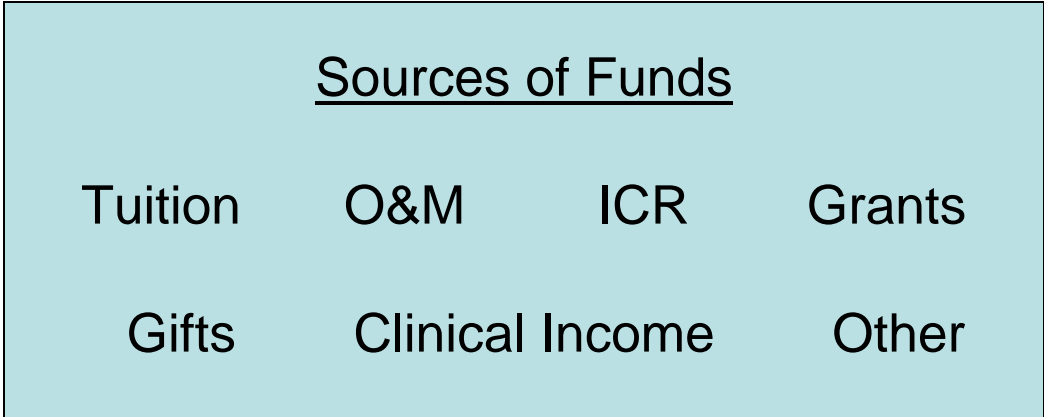 Sources of Funds
Tuition O&M ICR Grants
Gifts Clinical Income Other